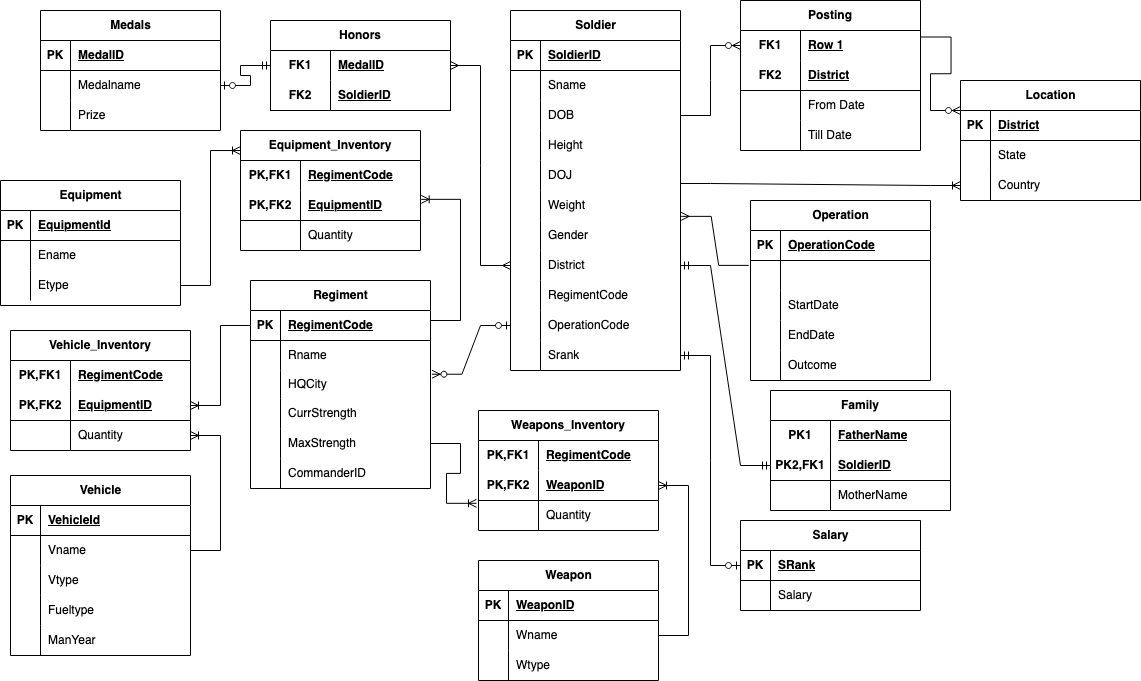 Medals
PK MedalID
Medalname
Prize
Honors
FK1 MedalID
FK2 SoldierID
Soldier
PK SoldierID
Sname
DOB
Height
DOJ
Weight
Gender
District
RegimentCode
OperationCode
Srank
Posting
FK1 Row 1
FK2 District
From Date
Till Date
Location
PK District
State
Country
Equipment_Inventory
PK,FK1 RegimentCode
PK,FK2 EquipmentID
Quantity
Equipment
PK EquipmentId
Ename
Etype
Operation
PK OperationCode
StartDate
EndDate
Outcome
Regiment
PK RegimentCode
Rname
HQCity
CurrStrength
MaxStrength
CommanderID
Vehicle_Inventory
PK,FK1 RegimentCode
PK,FK2 EquipmentID
Quantity
Family
PK1 FatherName
PK2,FK1 SoldierID
MotherName
Weapons_Inventory
PK,FK1 RegimentCode
PK,FK2 WeaponID
Quantity
Vehicle
PK VehicleId
Vname
Vtype
Fueltype
ManYear
Salary
PK SRank
Salary
Weapon
PK WeaponID
Wname
Wtype